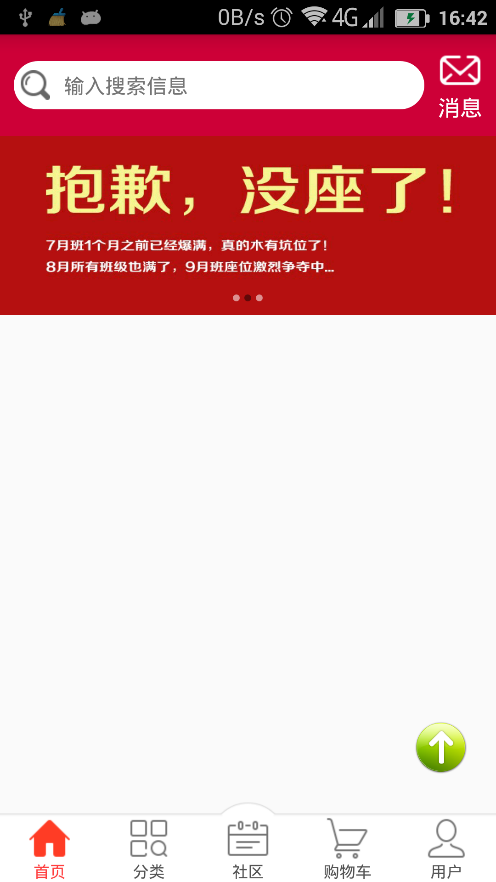 0B/s 4G 16:42
输入搜索信息
消息
抱歉，没座了！
7月班1个月之前已经爆满，真的木有坑位了！
8月所有班级也满了，9月班座位激烈争夺中...
首页 分类 社区 购物车 用户